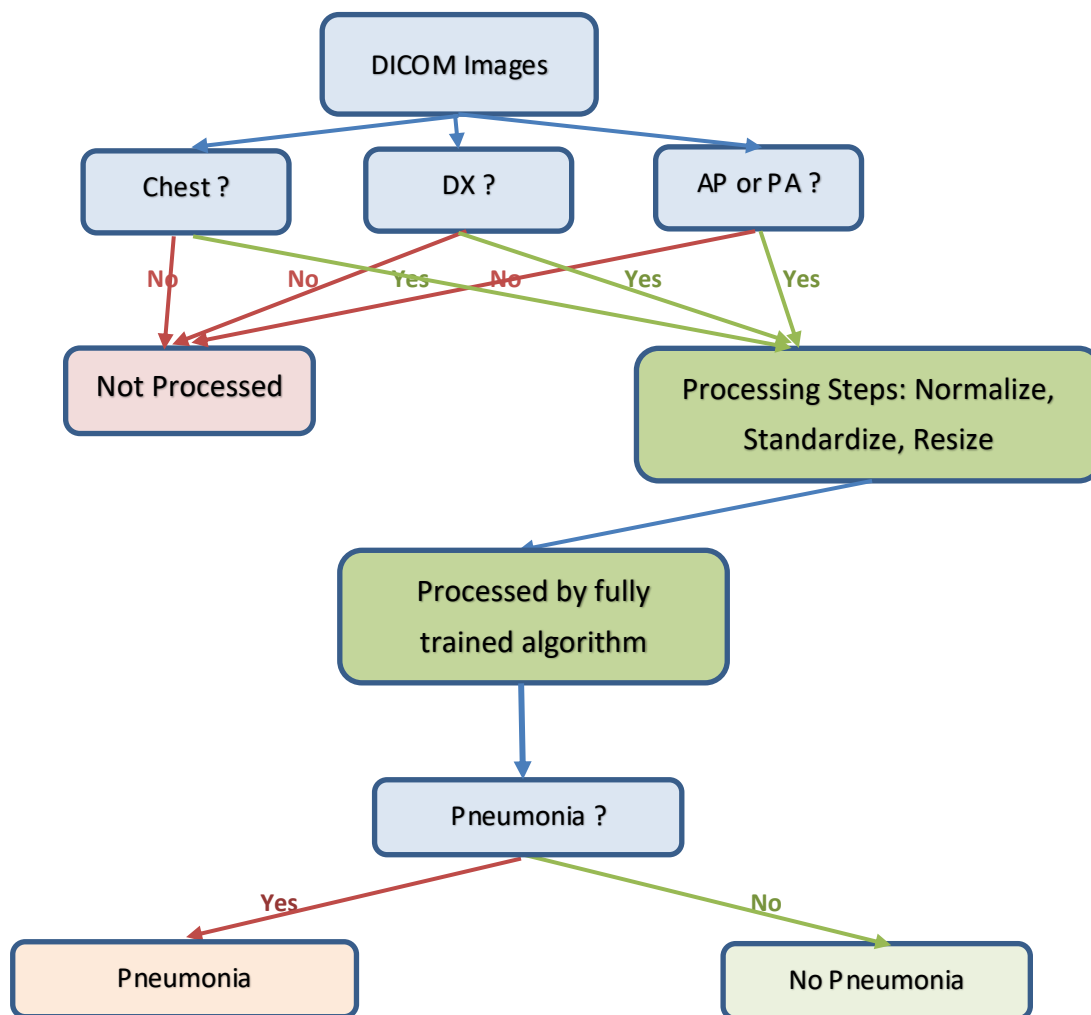 DICOM Images
Chest ?
DX ?
AP or PA ?
No
No
Yes
No
Yes
Yes
Not Processed
Processing Steps: Normalize,
Standardize, Resize
Processed by fully
trained algorithm
Pneumonia ?
Yes
No
Pneumonia
No Pneumonia